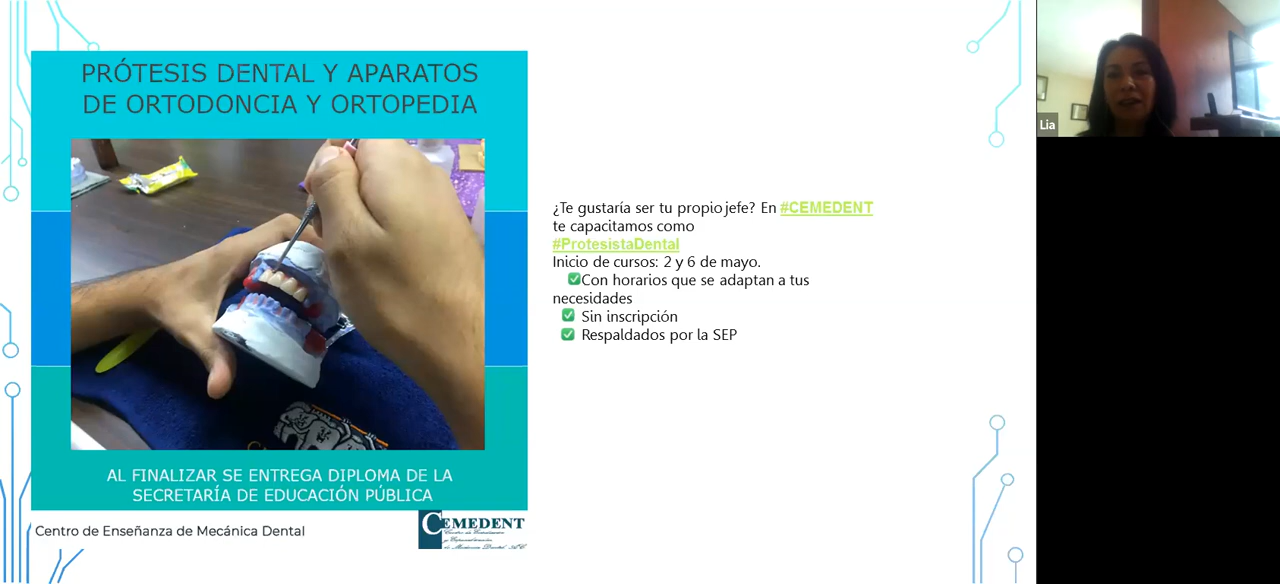 PRÓTESIS DENTAL Y APARATOS
DE ORTODONCIA Y ORTOPEDIA
AL FINALIZAR SE ENTREGA DIPLOMA DE LA
SECRETARÍA DE EDUCACIÓN PÚBLICA
Centro de Enseñanza de Mecánica Dental
CEMEDENT
¿Te gustaría ser tu propio jefe? En #CEMEDENT
te capacitamos como
#ProtesistaDental
Inicio de cursos: 2 y 6 de mayo.
✅Con horarios que se adaptan a tus
necesidades
✅ Sin inscripción
✅ Respaldados por la SEP
Lia